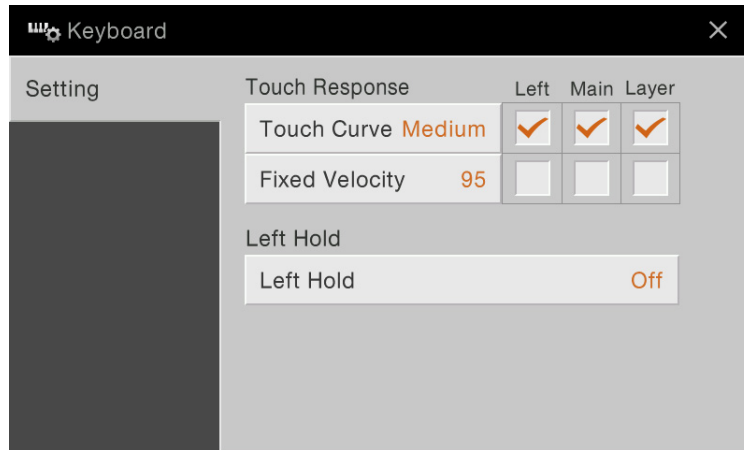 Keyboard
Setting
Touch Response Left Main Layer
Touch Curve Medium
Fixed Velocity 95
Left Hold
Left Hold Off